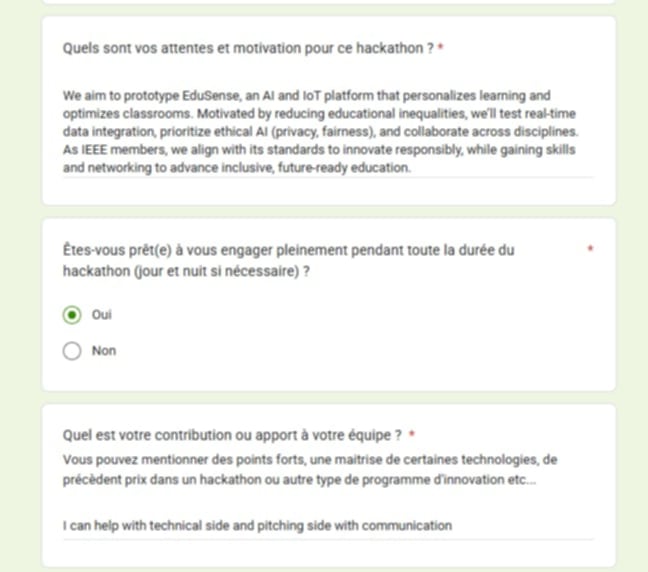 Quels sont vos attentes et motivation pour ce hackathon ? *
We aim to prototype EduSense, an AI and IoT platform that personalizes learning and
optimizes classrooms. Motivated by reducing educational inequalities, we'll test real-time
data integration, prioritize ethical AI (privacy, fairness), and collaborate across disciplines.
As IEEE members, we align with its standards to innovate responsibly, while gaining skills
and networking to advance inclusive, future-ready education.
Êtes-vous prêt(e) à vous engager pleinement pendant toute la durée du *
hackathon (jour et nuit si nécessaire) ?
Oui
Non
Quel est votre contribution ou apport à votre équipe ? *
Vous pouvez mentionner des points forts, une maitrise de certaines technologies, de
précèdent prix dans un hackathon ou autre type de programme d'innovation etc...
I can help with technical side and pitching side with communication